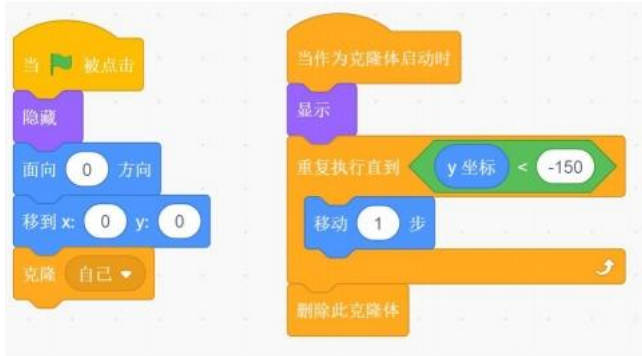 当 被点击
隐藏
面向 0 方向
移到 x: 0 y: 0
克隆 自己
当作为克隆体启动时
显示
重复执行直到 y 坐标 < -150
移动 1 步
删除此克隆体